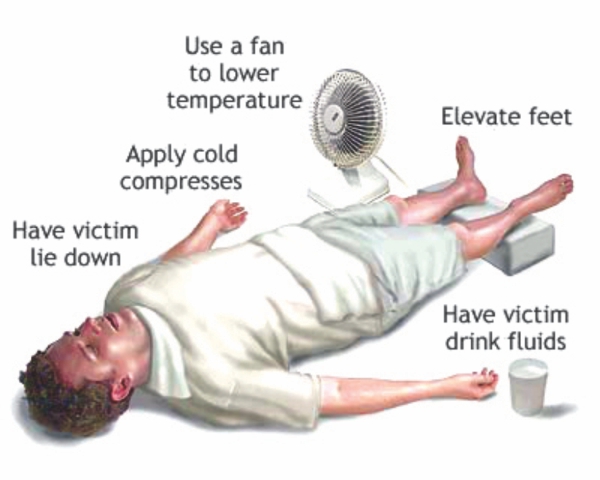 Use a fan
to lower
temperature
Elevate feet
Apply cold
compresses
Have victim
lie down
Have victim
drink fluids